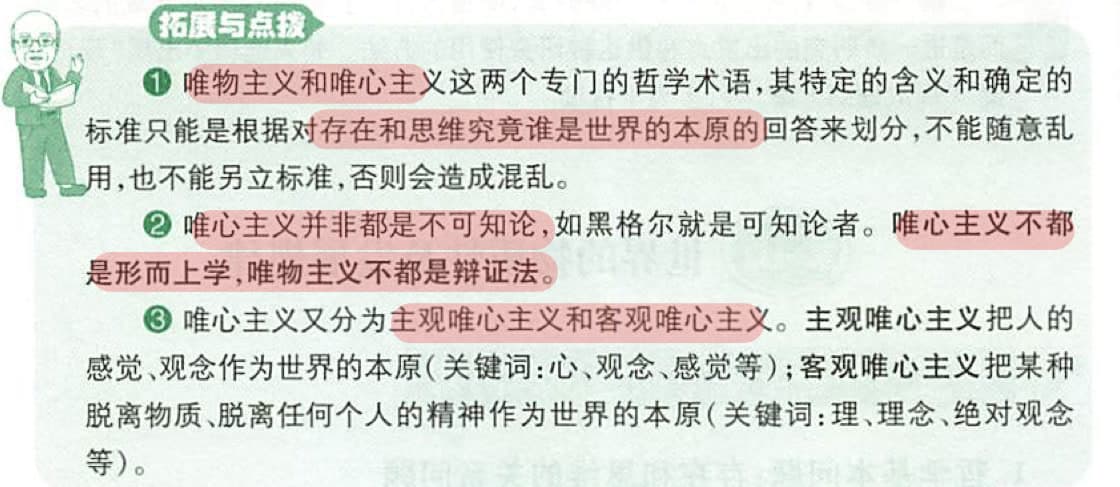 拓展与点拨
❶ 唯物主义和唯心主义这两个专门的哲学术语,其特定的含义和确定的
标准只能是根据对存在和思维究竟谁是世界的本原的回答来划分,不能随意乱
用,也不能另立标准,否则会造成混乱。
❷ 唯心主义并非都是不可知论,如黑格尔就是可知论者。唯心主义不都
是形而上学,唯物主义不都是辩证法。
❸ 唯心主义又分为主观唯心主义和客观唯心主义。主观唯心主义把人的
感觉、观念作为世界的本原(关键词:心、观念、感觉等);客观唯心主义把某种
脱离物质、脱离任何个人的精神作为世界的本原(关键词:理、理念、绝对观念
等)。